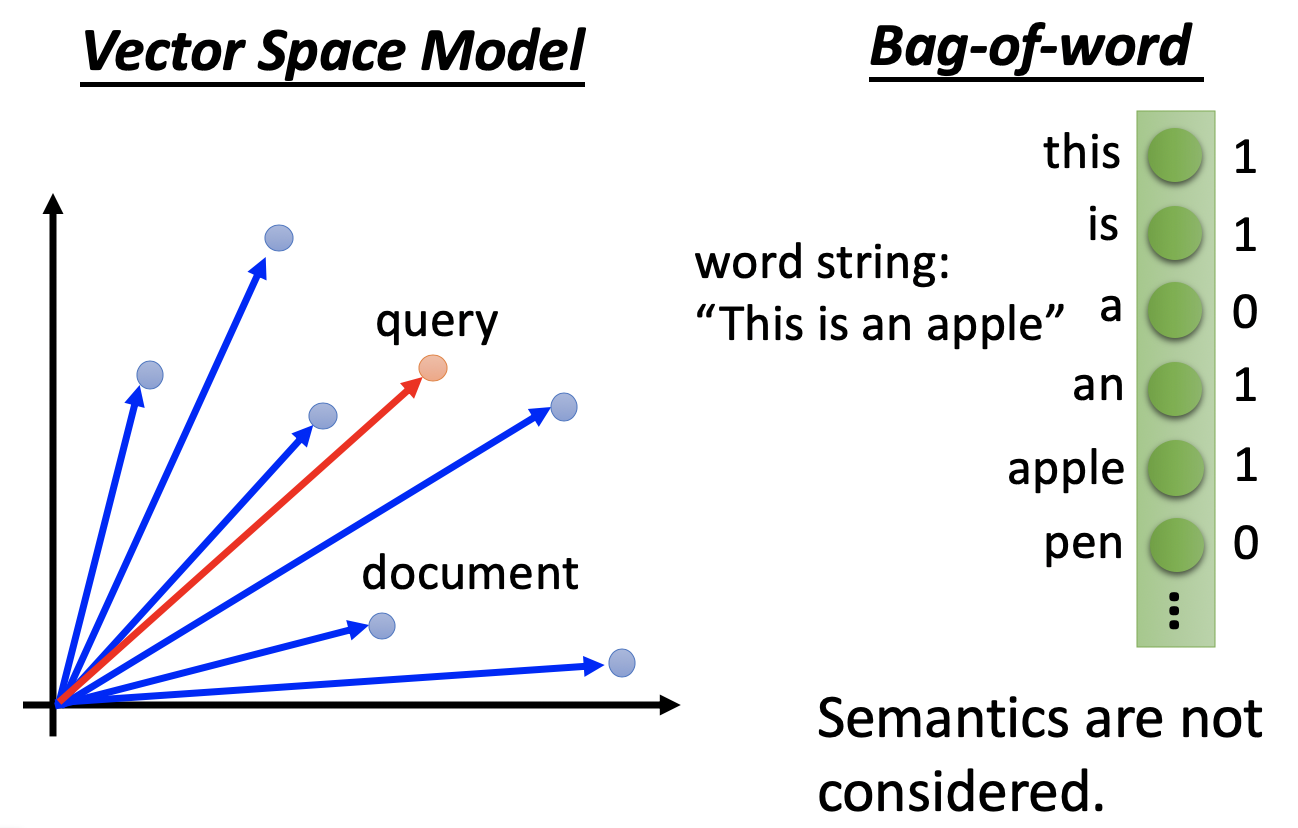 Vector Space Model
query
document
Bag-of-word
word string:
“This is an apple”
this 1
is 1
a 0
an 1
apple 1
pen 0
...
Semantics are not
considered.